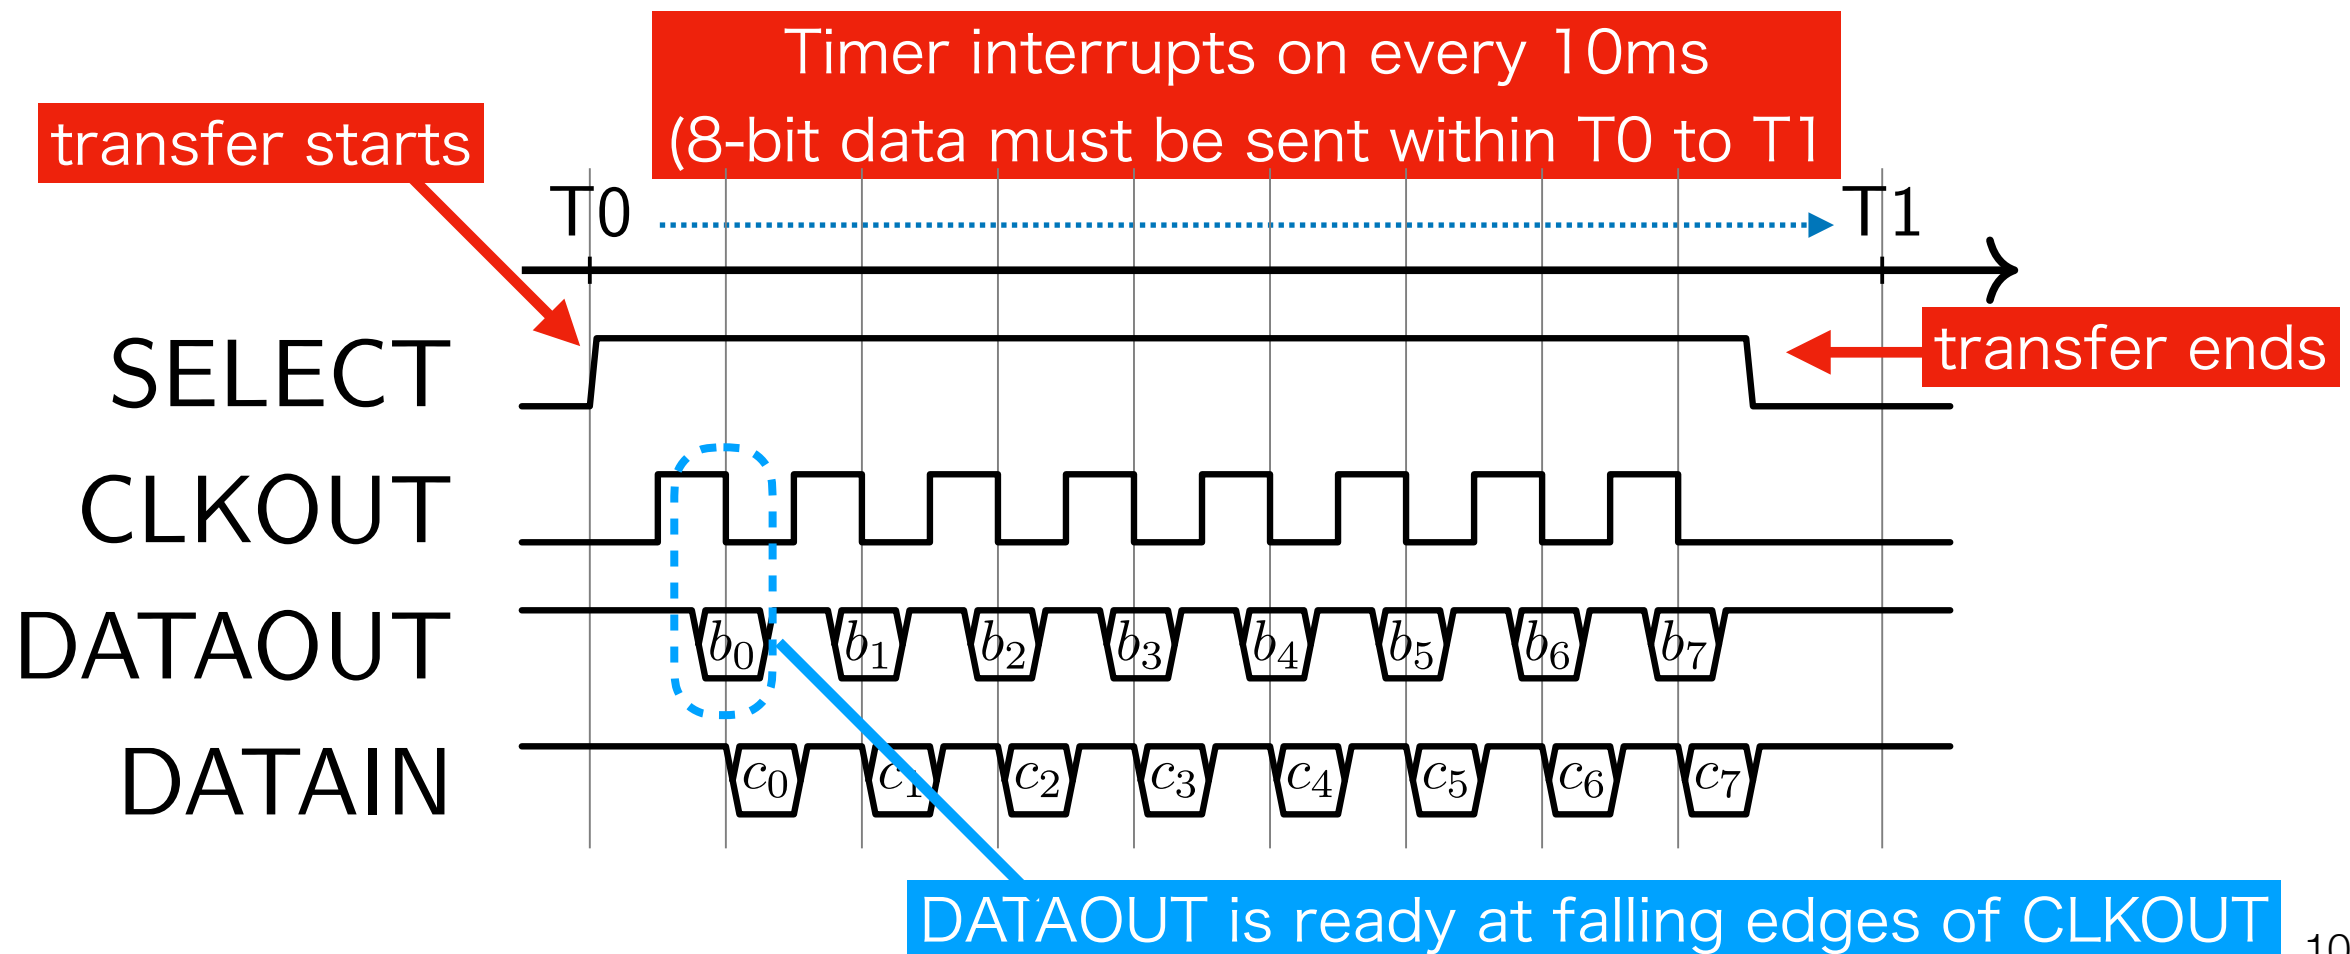 Timer interrupts on every 10ms
(8-bit data must be sent within T0 to T1
transfer starts
T0
T1
transfer ends
SELECT
CLKOUT
DATAOUT
b0 b1 b2 b3 b4 b5 b6 b7
DATAIN
c0 c1 c2 c3 c4 c5 c6 c7
DATAOUT is ready at falling edges of CLKOUT
10